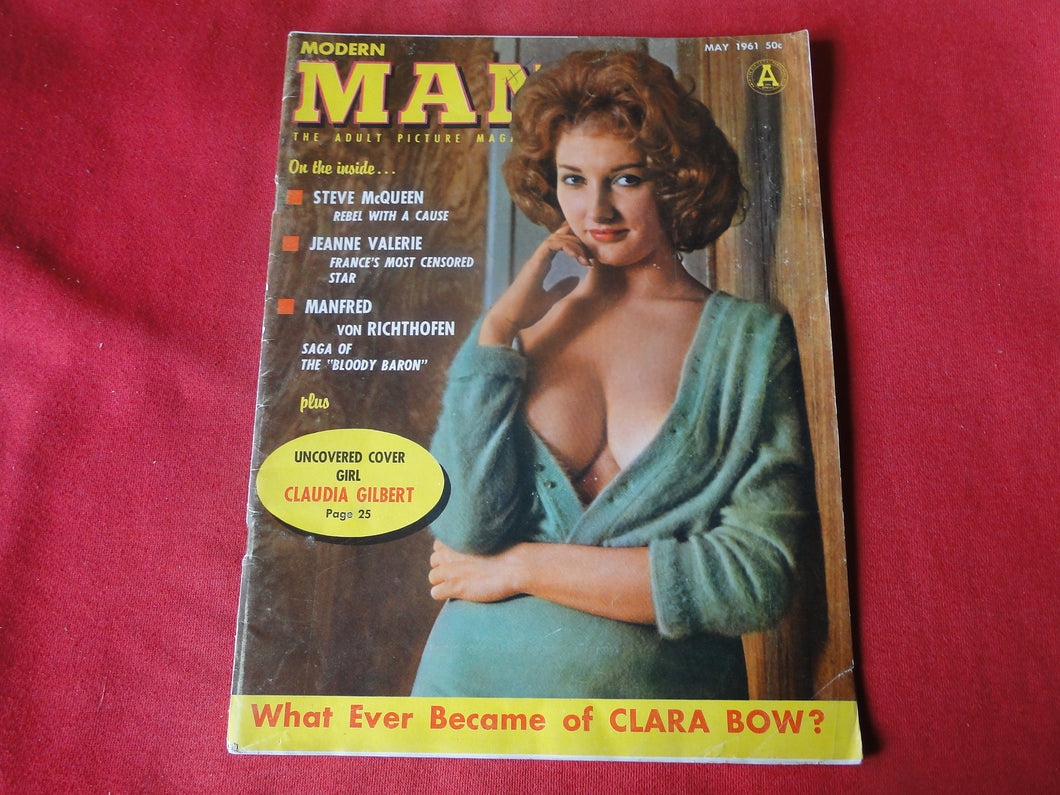 MODERN
MAY 1961 50¢
MAN
THE ADULT PICTURE MAGA
A
On the inside...
STEVE McQUEEN
REBEL WITH A CAUSE
JEANNE VALERIE
FRANCE'S MOST CENSORED
STAR
MANFRED
VON RICHTHOFEN
SAGA OF
THE "BLOODY BARON"
plus
UNCOVERED COVER
GIRL
CLAUDIA GILBERT
Page 25
What Ever Became of CLARA BOW?